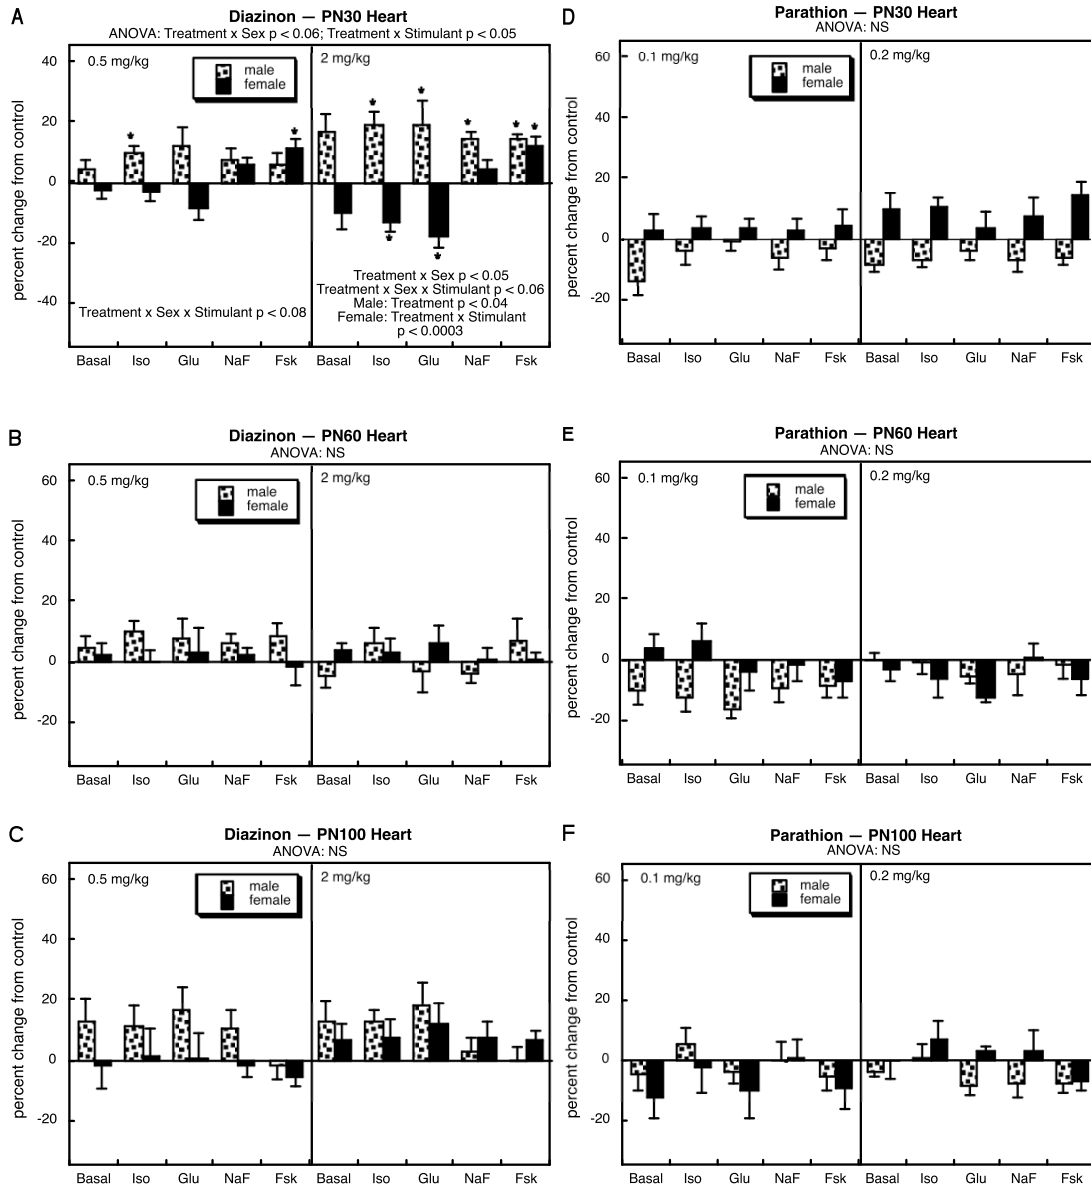 A
Diazinon — PN30 Heart
ANOVA: Treatment x Sex p < 0.06; Treatment x Stimulant p < 0.05
percent change from control
40
20
0
-20
-40
0.5 mg/kg
male
female
2 mg/kg
* * * * * * *
* *
Treatment x Sex x Stimulant p < 0.08
Treatment x Sex p < 0.05
Treatment x Sex x Stimulant p < 0.06
Male: Treatment p < 0.04
Female: Treatment x Stimulant
p < 0.0003
Basal Iso Glu NaF Fsk Basal Iso Glu NaF Fsk
B
Diazinon — PN60 Heart
ANOVA: NS
percent change from control
60
40
20
0
-20
0.5 mg/kg
male
female
2 mg/kg
Basal Iso Glu NaF Fsk Basal Iso Glu NaF Fsk
C
Diazinon — PN100 Heart
ANOVA: NS
percent change from control
60
40
20
0
-20
0.5 mg/kg
male
female
2 mg/kg
Basal Iso Glu NaF Fsk Basal Iso Glu NaF Fsk
D
Parathion — PN30 Heart
ANOVA: NS
percent change from control
60
40
20
0
-20
0.1 mg/kg
male
female
0.2 mg/kg
Basal Iso Glu NaF Fsk Basal Iso Glu NaF Fsk
E
Parathion — PN60 Heart
ANOVA: NS
percent change from control
60
40
20
0
-20
0.1 mg/kg
male
female
0.2 mg/kg
Basal Iso Glu NaF Fsk Basal Iso Glu NaF Fsk
F
Parathion — PN100 Heart
ANOVA: NS
percent change from control
60
40
20
0
-20
0.1 mg/kg
male
female
0.2 mg/kg
Basal Iso Glu NaF Fsk Basal Iso Glu NaF Fsk